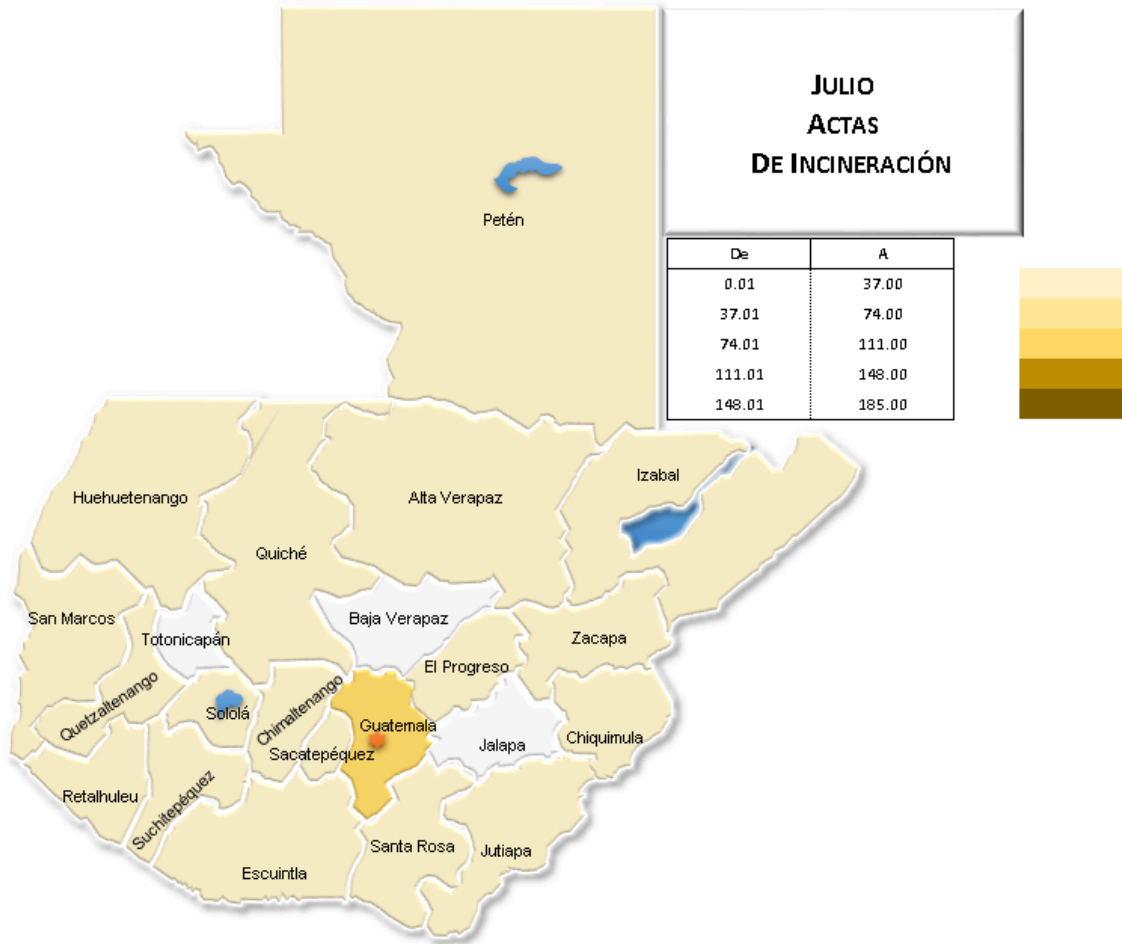 JULIO
ACTAS
DE INCINERACIÓN
De A
0.01 37.00
37.01 74.00
74.01 111.00
111.01 148.00
148.01 185.00
Petén
Izabal
Huehuetenango
Alta Verapaz
Quiché
San Marcos
Totonicapán
Baja Verapaz
Zacapa
El Progreso
Quetzaltenango
Sololá
Chimaltenango
Guatemala
Sacatepéquez
Jalapa
Chiquimula
Retalhuleu
Suchitepéquez
Santa Rosa
Jutiapa
Escuintla